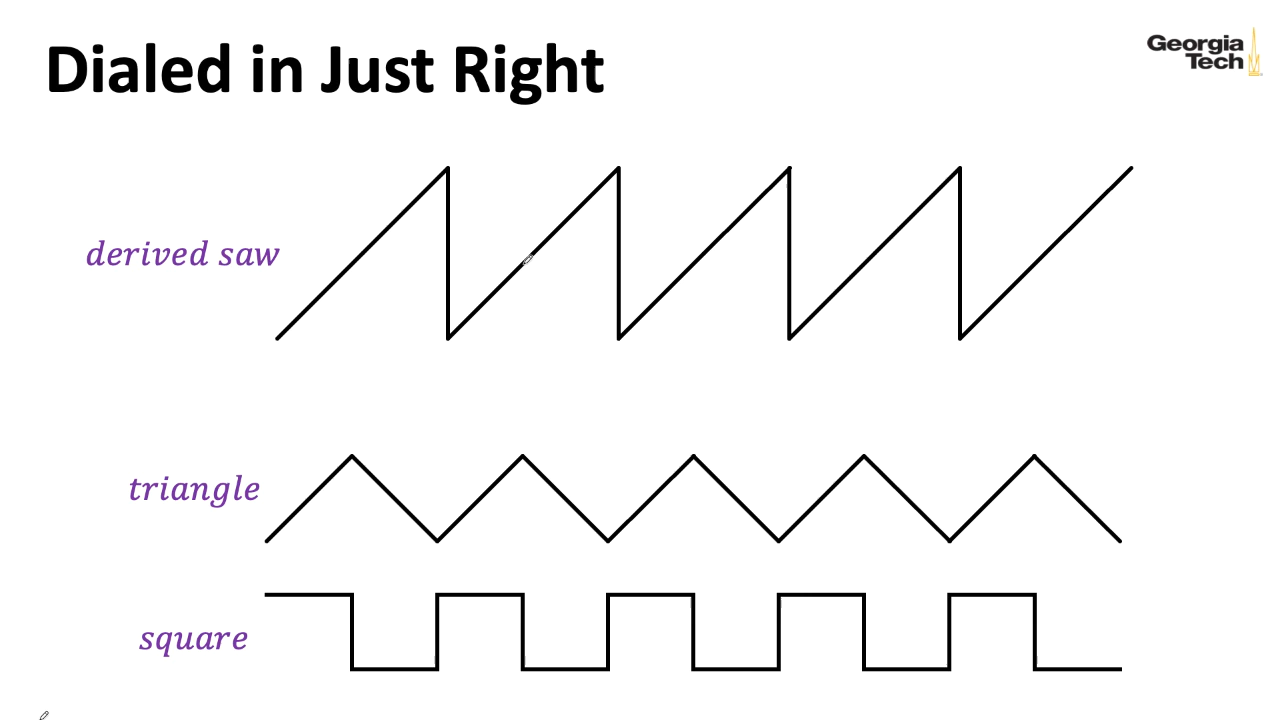 Dialed in Just Right
Georgia
Tech
derived saw
triangle
square